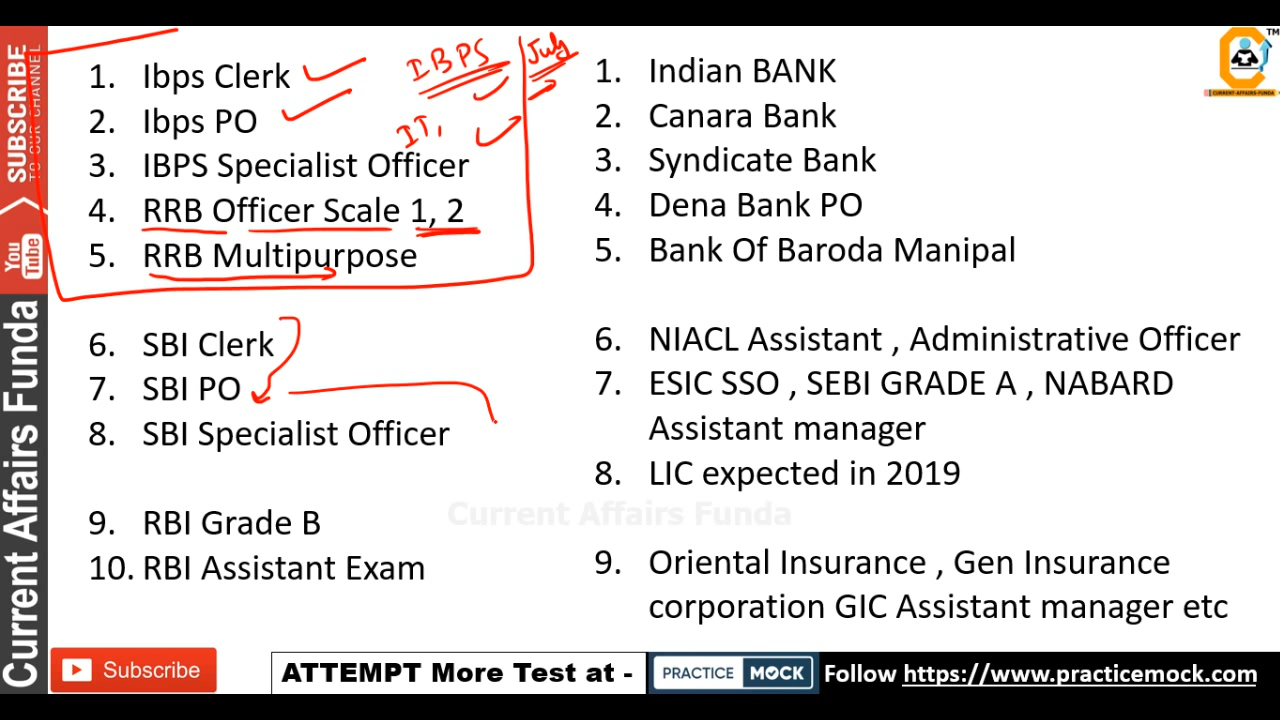 SUBSCRIBE
TO OUR CHANNEL
You
Tube
Current Affairs Funda
1. Ibps Clerk
2. Ibps PO
3. IBPS Specialist Officer
4. RRB Officer Scale 1, 2
5. RRB Multipurpose
IBPS
July
IT,
6. SBI Clerk
7. SBI PO
8. SBI Specialist Officer
9. RBI Grade B
10. RBI Assistant Exam
1. Indian BANK
2. Canara Bank
3. Syndicate Bank
4. Dena Bank PO
5. Bank Of Baroda Manipal
6. NIACL Assistant , Administrative Officer
7. ESIC SSO , SEBI GRADE A , NABARD
Assistant manager
8. LIC expected in 2019
9. Oriental Insurance , Gen Insurance
corporation GIC Assistant manager etc
Current Affairs Funda
TM
CURRENT-AFFAIRS-FUNDA
Subscribe
ATTEMPT More Test at -
PRACTICE MOCK
Follow https://www.practicemock.com